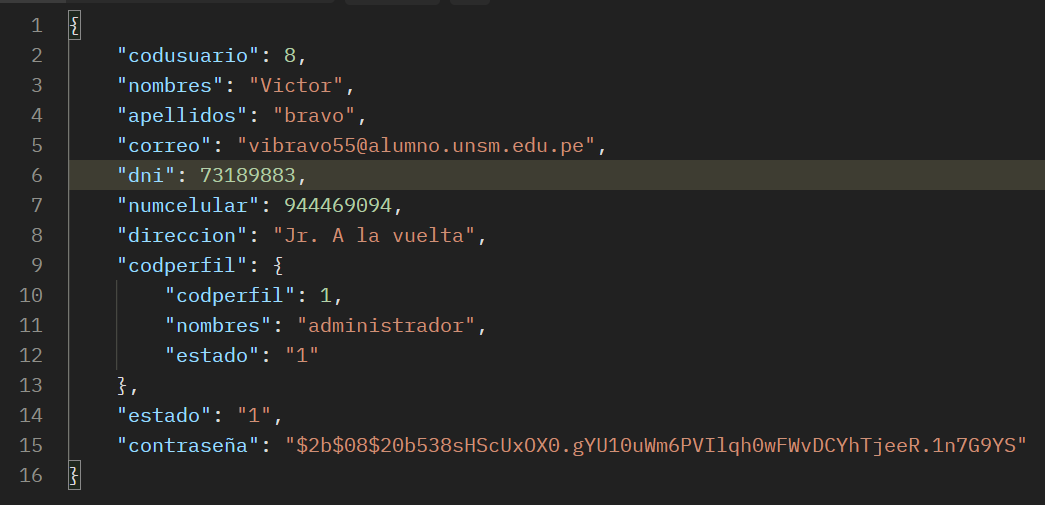 1 {
2 "codusuario": 8,
3 "nombres": "Victor",
4 "apellidos": "bravo",
5 "correo": "vibravo55@alumno.unsm.edu.pe",
6 "dni": 73189883,
7 "numcelular": 944469094,
8 "direccion": "Jr. A la vuelta",
9 "codperfil": {
10 "codperfil": 1,
11 "nombres": "administrador",
12 "estado": "1"
13 },
14 "estado": "1",
15 "contraseña": "$2b$08$20b538sHScUxOX0.gYU10uWm6PVIlqh0wFWvDCYhTjeeR.1n7G9YS"
16 }